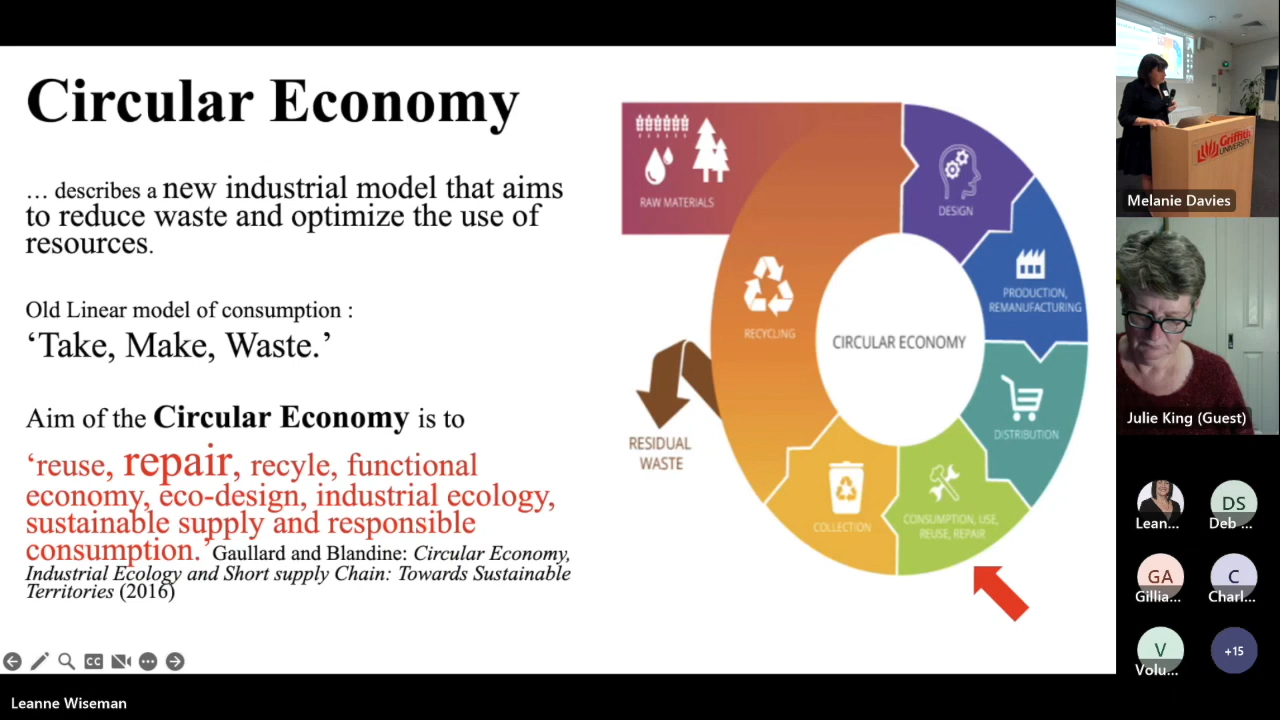 Circular Economy
… describes a new industrial model that aims
to reduce waste and optimize the use of
resources.
Old Linear model of consumption :
‘Take, Make, Waste.’
Aim of the Circular Economy is to
‘reuse, repair, recyle, functional
economy, eco-design, industrial ecology,
sustainable supply and responsible
consumption.’ Gaullard and Blandine: Circular Economy,
Industrial Ecology and Short supply Chain: Towards Sustainable
Territories (2016)
RAW MATERIALS
DESIGN
PRODUCTION,
REMANUFACTURING
RECYCLING
CIRCULAR ECONOMY
DISTRIBUTION
RESIDUAL
WASTE
COLLECTION
CONSUMPTION, USE,
REUSE, REPAIR
CC
Leanne Wiseman
Griffith
UNIVERSITY
Melanie Davies
Julie King (Guest)
Lean...
DS
Deb ...
GA
Gillia...
C
Charl...
V
Volu...
+15